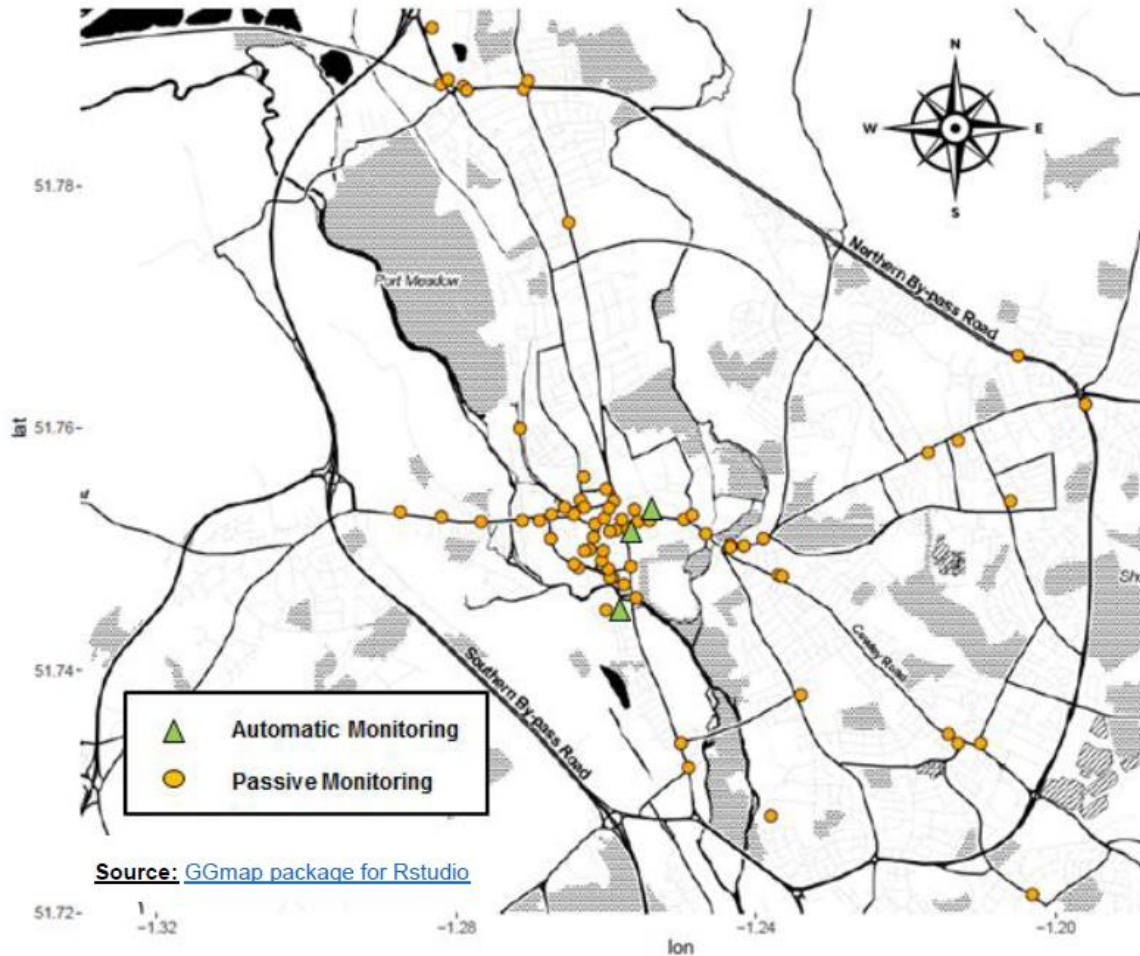 N
W E
S
51.78-
Northern By-pass Road
Port Meadow
lat
51.76-
Cowley Road
51.74-
Southern By-pass Road
Automatic Monitoring
Passive Monitoring
Source: GGmap package for Rstudio
51.72-
-1.32 -1.28 -1.24 -1.20
lon